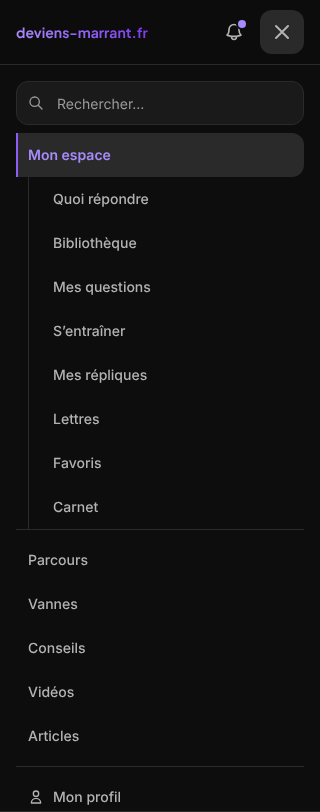 deviens-marrant.fr
Rechercher...
Mon espace
Quoi répondre
Bibliothèque
Mes questions
S'entraîner
Mes répliques
Lettres
Favoris
Carnet
Parcours
Vannes
Conseils
Vidéos
Articles
Mon profil